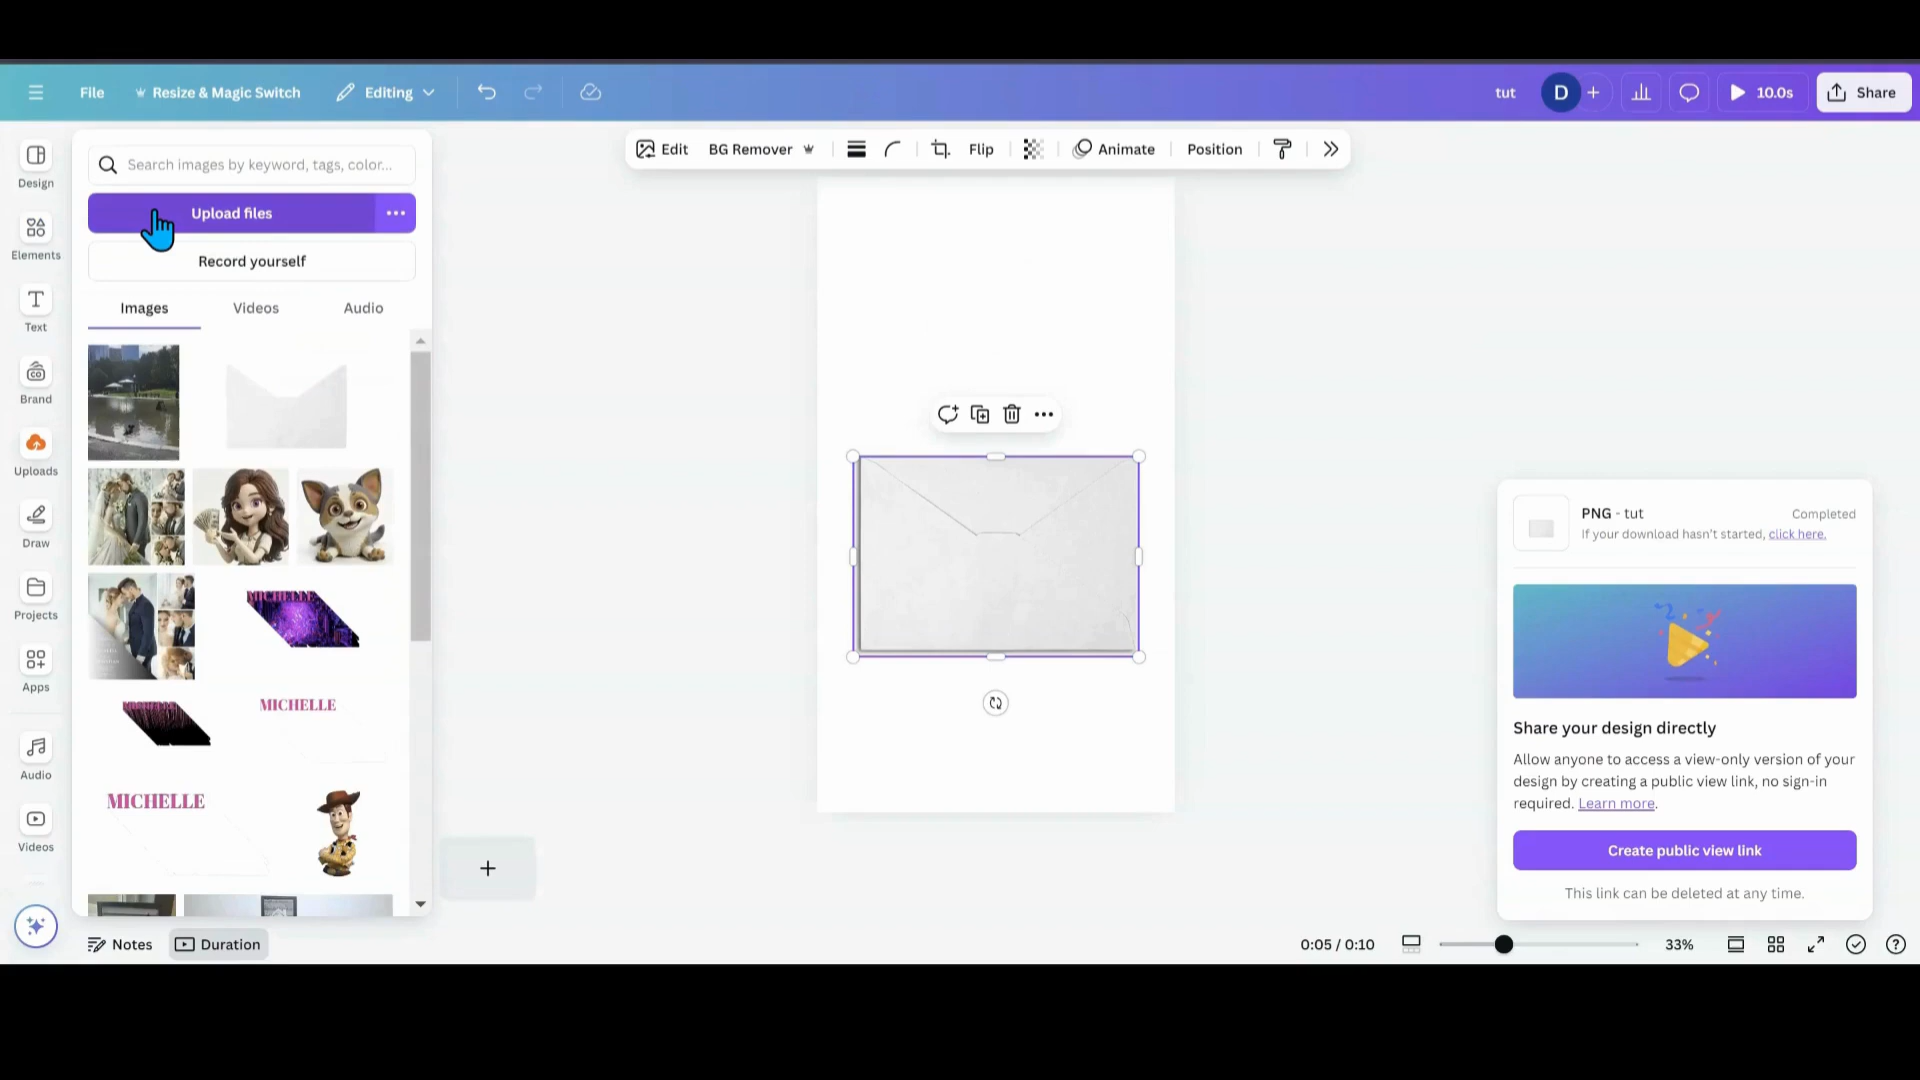 File
Resize & Magic Switch
Editing
tut
D
10.0s
Share
Design
Elements
Text
Brand
CO
Uploads
Draw
Projects
Apps
Audio
Videos
Search images by keyword, tags, color...
Upload files
Record yourself
Images Videos Audio
MICHELLE
MICHELLE
MICHELLE
Edit BG Remover Flip Animate Position
PNG - tut Completed
If your download hasn't started, click here.
Share your design directly
Allow anyone to access a view-only version of your
design by creating a public view link, no sign-in
required. Learn more.
Create public view link
This link can be deleted at any time.
Notes Duration
0:05 / 0:10
33%